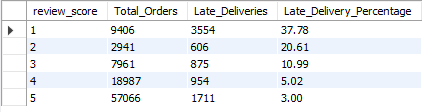 review_score Total_Orders Late_Deliveries Late_Delivery_Percentage
1 9406 3554 37.78
2 2941 606 20.61
3 7961 875 10.99
4 18987 954 5.02
5 57066 1711 3.00